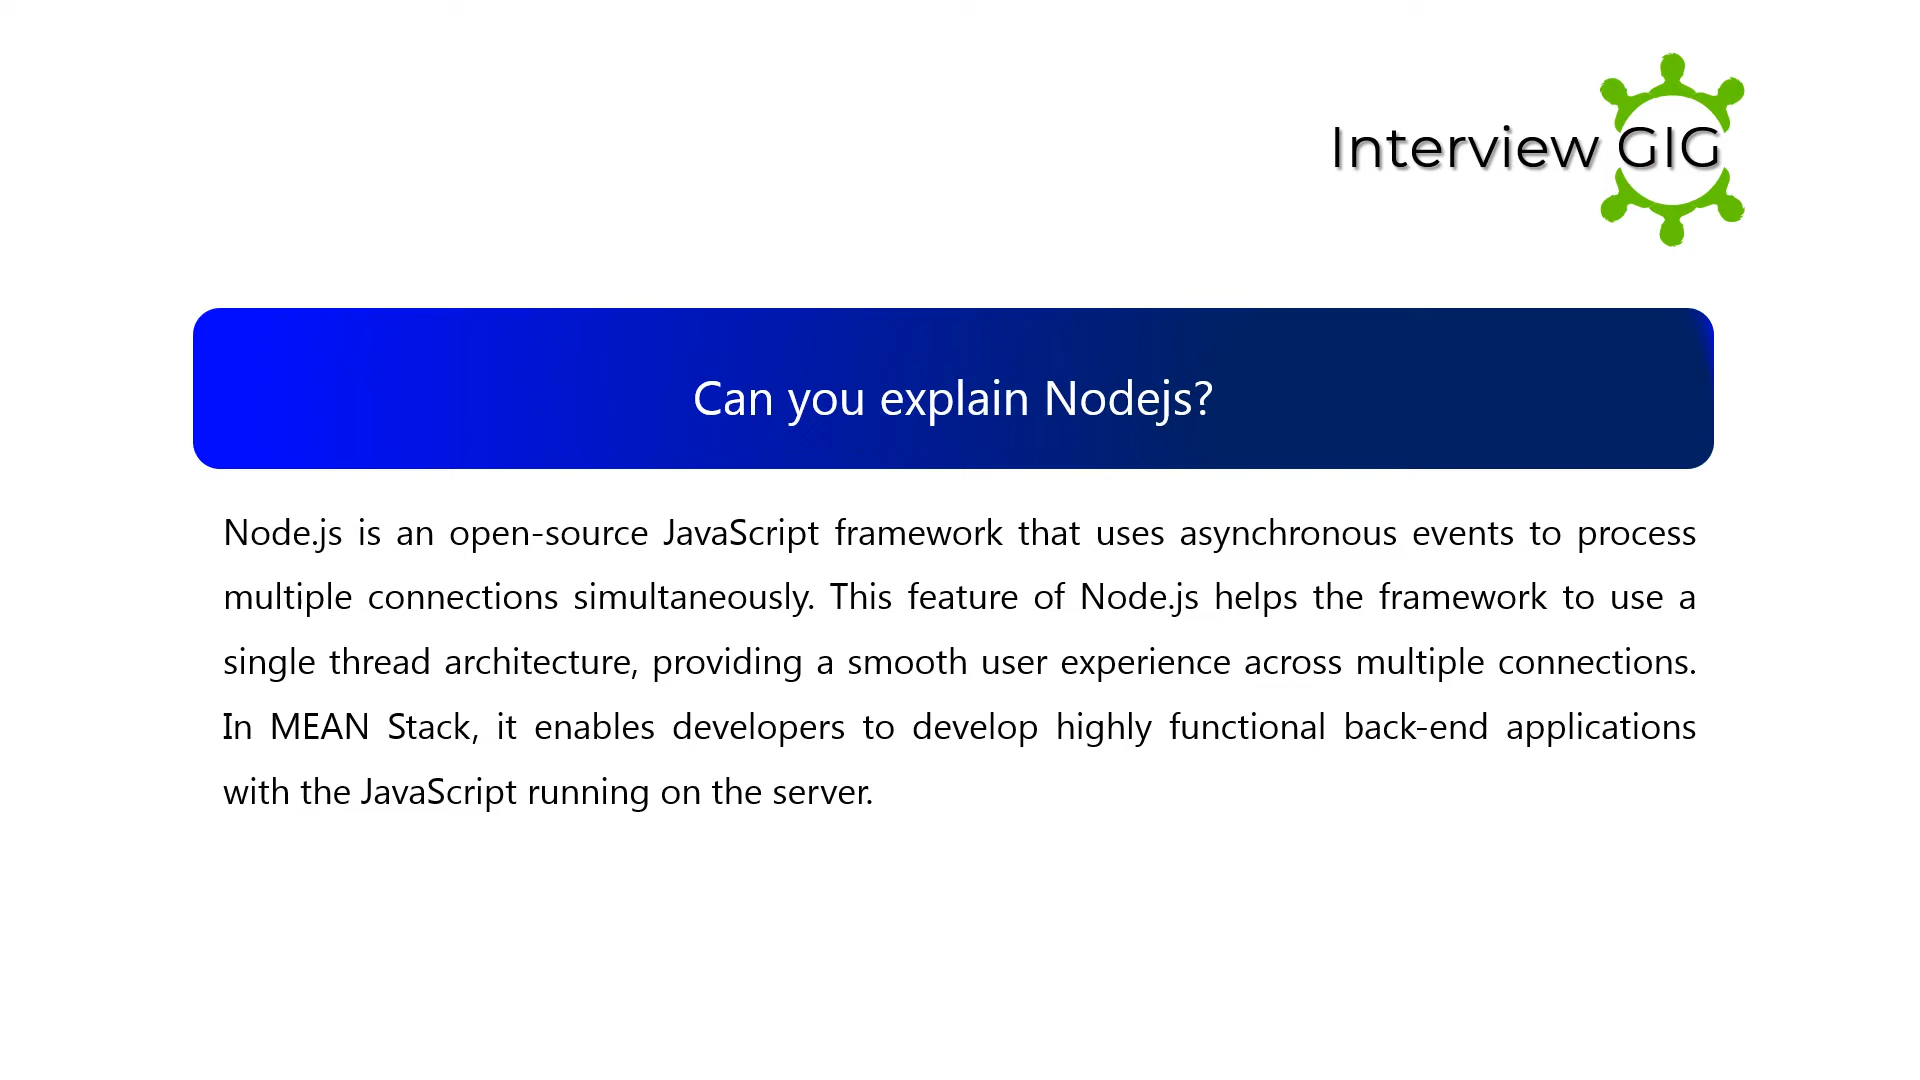 Interview GIG
Can you explain Nodejs?
Node.js is an open-source JavaScript framework that uses asynchronous events to process
multiple connections simultaneously. This feature of Node.js helps the framework to use a
single thread architecture, providing a smooth user experience across multiple connections.
In MEAN Stack, it enables developers to develop highly functional back-end applications
with the JavaScript running on the server.